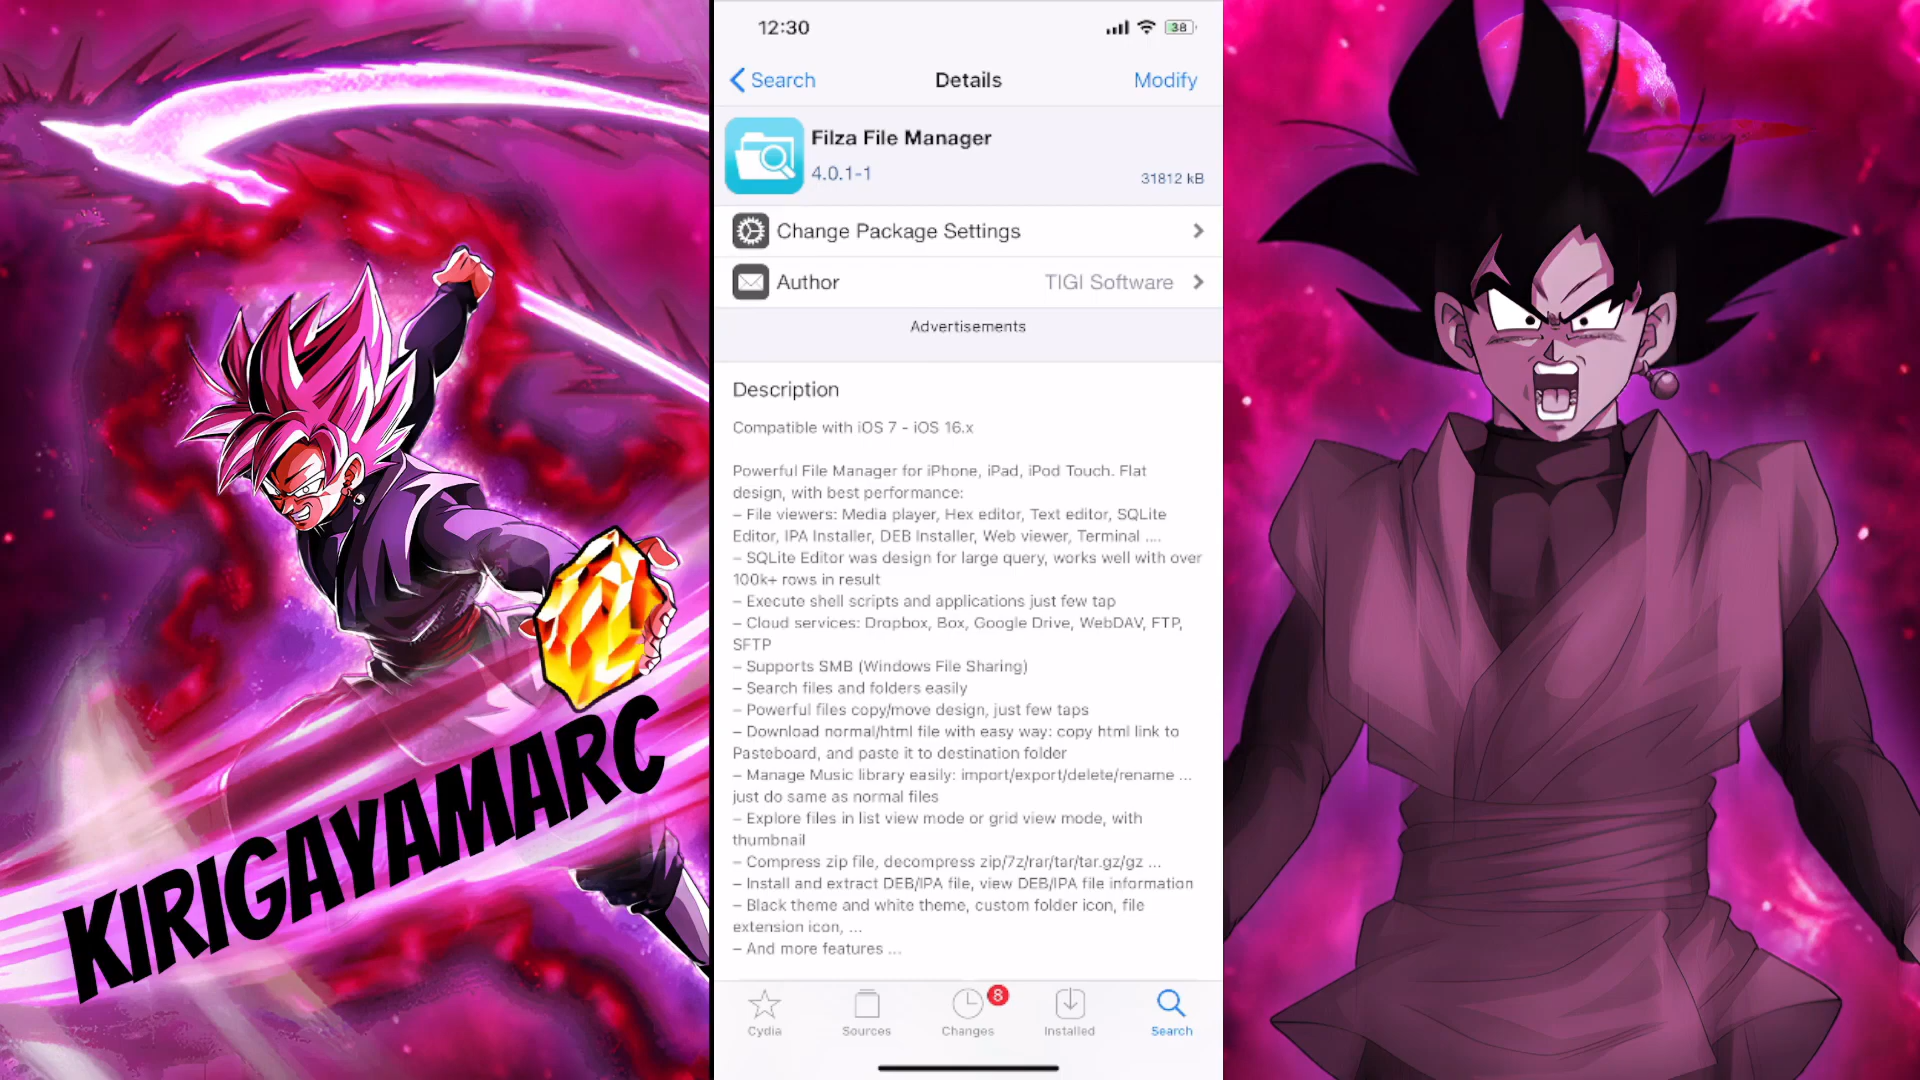 12:30
38
Search
Details
Modify
Filza File Manager
4.0.1-1
31812 kB
Change Package Settings
Author
TIGI Software
Advertisements
Description
Compatible with iOS 7 - iOS 16.x
Powerful File Manager for iPhone, iPad, iPod Touch. Flat
design, with best performance:
– File viewers: Media player, Hex editor, Text editor, SQLite
Editor, IPA Installer, DEB Installer, Web viewer, Terminal ....
– SQLite Editor was design for large query, works well with over
100k+ rows in result
– Execute shell scripts and applications just few tap
– Cloud services: Dropbox, Box, Google Drive, WebDAV, FTP,
SFTP
– Supports SMB (Windows File Sharing)
– Search files and folders easily
– Powerful files copy/move design, just few taps
– Download normal/html file with easy way: copy html link to
Pasteboard, and paste it to destination folder
– Manage Music library easily: import/export/delete/rename ...
just do same as normal files
– Explore files in list view mode or grid view mode, with
thumbnail
– Compress zip file, decompress zip/7z/rar/tar/tar.gz/gz ...
– Install and extract DEB/IPA file, view DEB/IPA file information
– Black theme and white theme, custom folder icon, file
extension icon, ...
– And more features ...
Cydia
Sources
8
Changes
Installed
Search
KIRIGAYAMARC